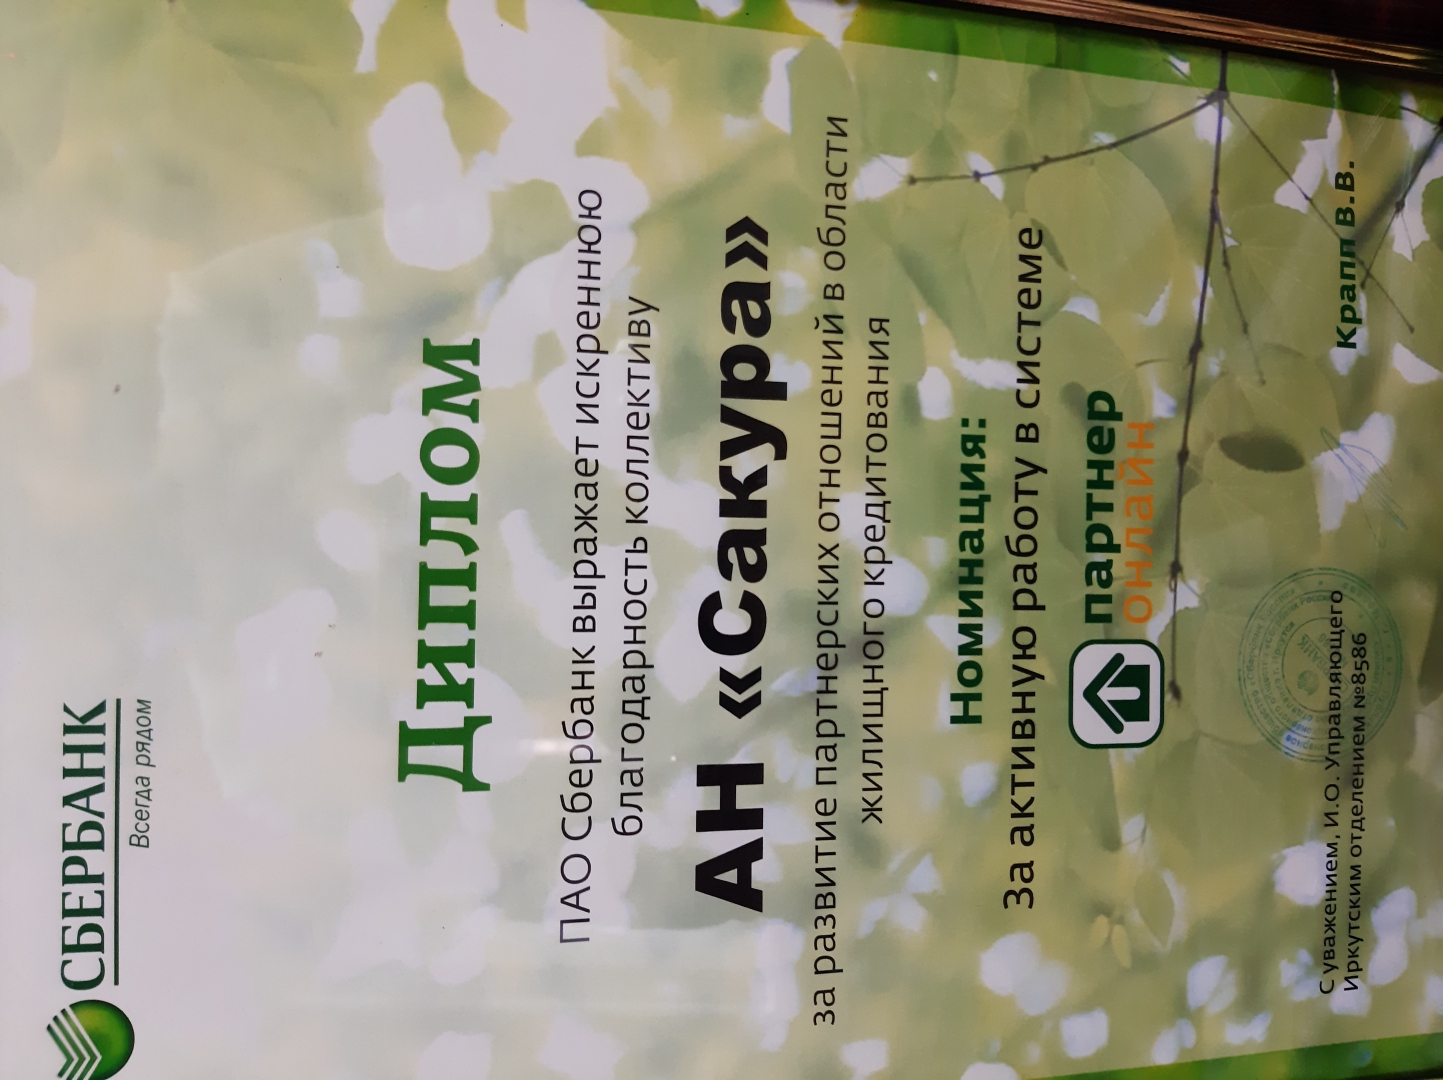 СБЕРБАНК
Всегда рядом
Диплом
ПАО Сбербанк выражает искреннюю
благодарность коллективу
АН «Сакура»
за развитие партнерских отношений в области
жилищного кредитования
Номинация:
За активную работу в системе
партнер
онлайн
С уважением, И.О. Управляющего
Иркутским отделением №8586
Крапп В.В.